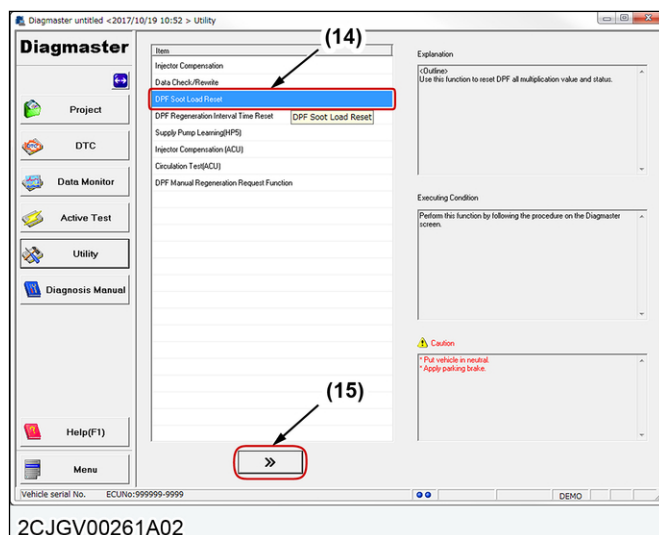 Diagmaster untitled <2017/10/19 10:52 > Utility
Diagmaster
Project
DTC
Data Monitor
Active Test
Utility
Diagnosis Manual
Help(F1)
Menu
(14)
Item
Injector Compensation
Data Check/Rewrite
DPF Soot Load Reset
DPF Regeneration Interval Time Reset
DPF Soot Load Reset
Supply Pump Learning(HP5)
Injector Compensation (ACU)
Circulation Test(ACU)
DPF Manual Regeneration Request Function
(15)
»
Explanation
<Outline>
Use this function to reset DPF all multiplication value and status.
Executing Condition
Perform this function by following the procedure on the Diagmaster
screen.
Caution
* Put vehicle in neutral.
* Apply parking brake.
Vehicle serial No. ECUNo:999999-9999 DEMO
2CJGV00261A02